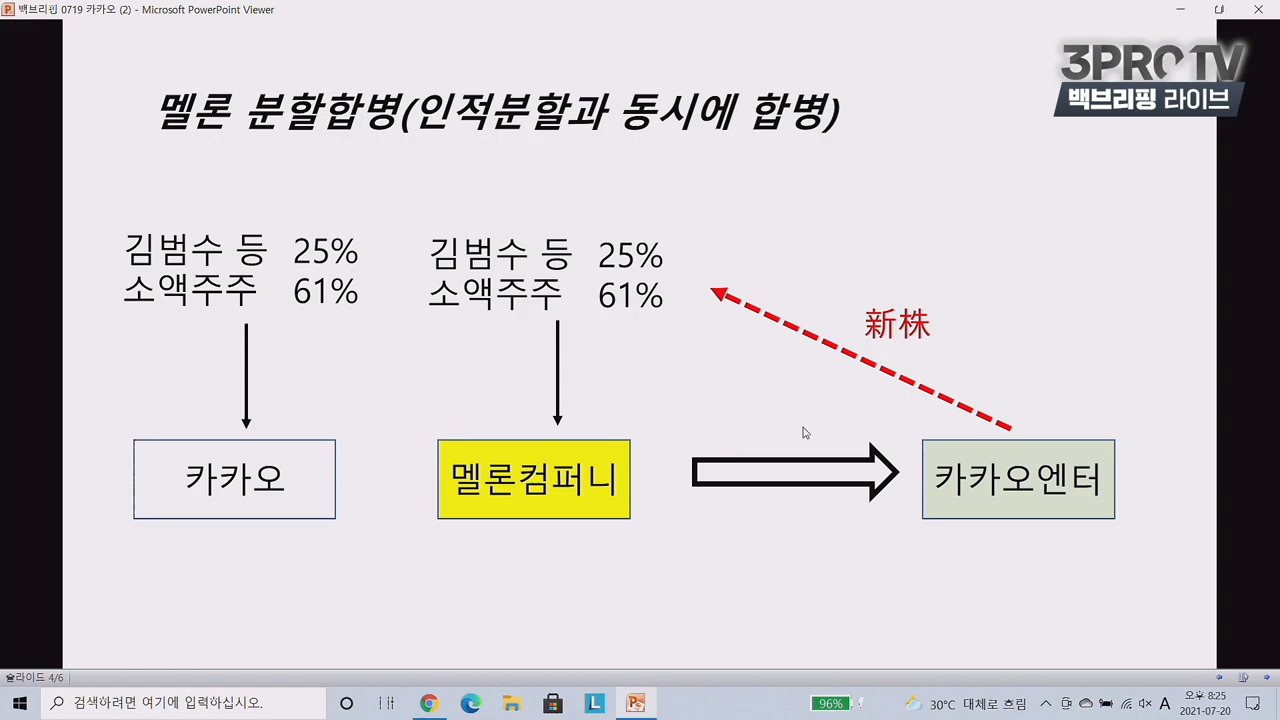 백브리핑 0719 카카오 (2) - Microsoft PowerPoint Viewer
3PRO TV
백브리핑 라이브
멜론 분할합병(인적분할과 동시에 합병)
김범수 등 25%
소액주주 61%
김범수 등 25%
소액주주 61%
新株
카카오
멜론컴퍼니
카카오엔터
슬라이드 4/6
검색하려면 여기에 입력하십시오.
L
96%
30°C 대체로 흐림
A
오후 8:25
2021-07-20